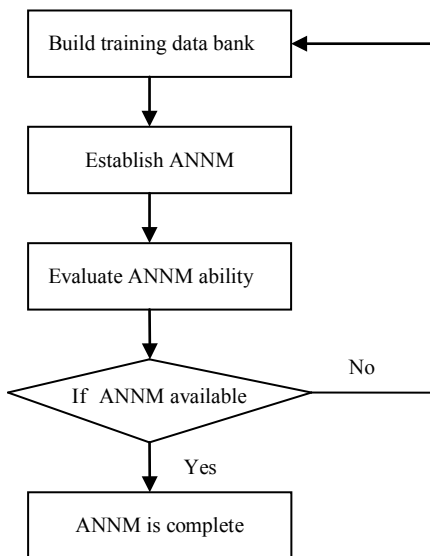 Build training data bank
Establish ANNM
Evaluate ANNM ability
If ANNM available
No
Yes
ANNM is complete